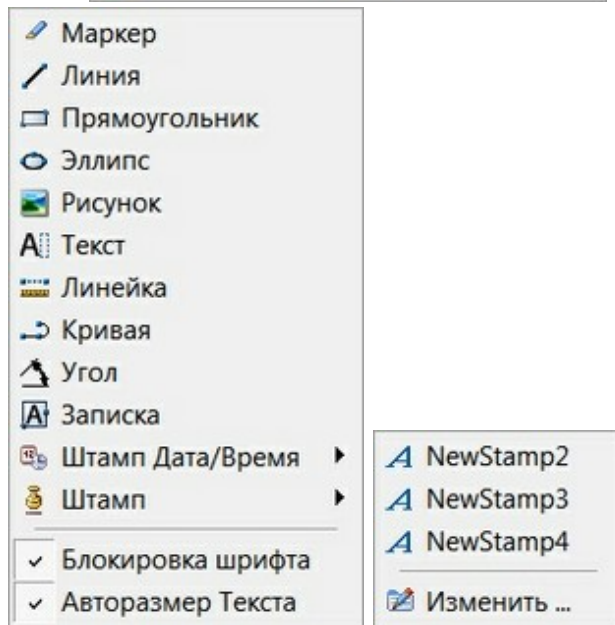 Маркер
Линия
Прямоугольник
Эллипс
Рисунок
Текст
Линейка
Кривая
Угол
Записка
Штамп Дата/Время
Штамп
Блокировка шрифта
Авторазмер Текста
NewStamp2
NewStamp3
NewStamp4
Изменить ...